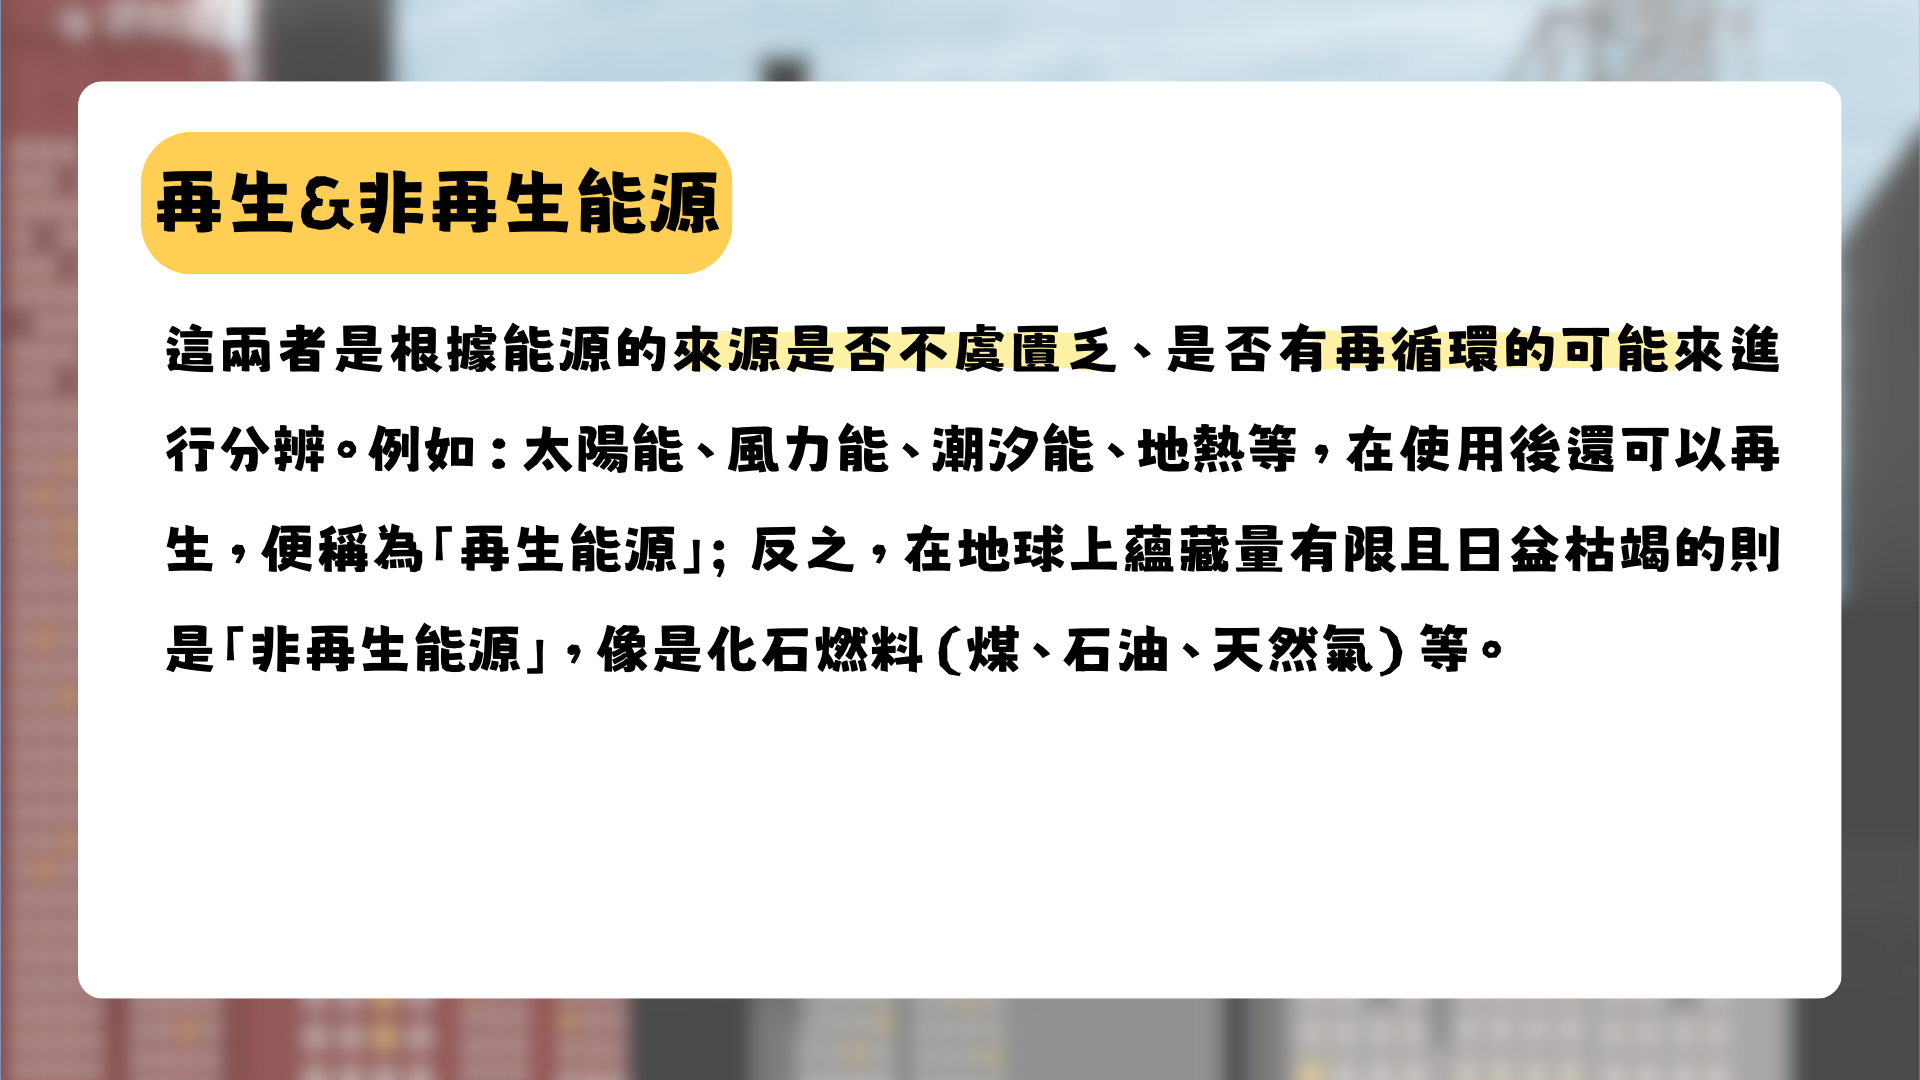 再生&非再生能源
這兩者是根據能源的來源是否不虞匱乏、是否有再循環的可能來進
行分辨。例如：太陽能、風力能、潮汐能、地熱等，在使用後還可以再
生，便稱為「再生能源」；反之，在地球上蘊藏量有限且日益枯竭的則
是「非再生能源」，像是化石燃料（煤、石油、天然氣）等。